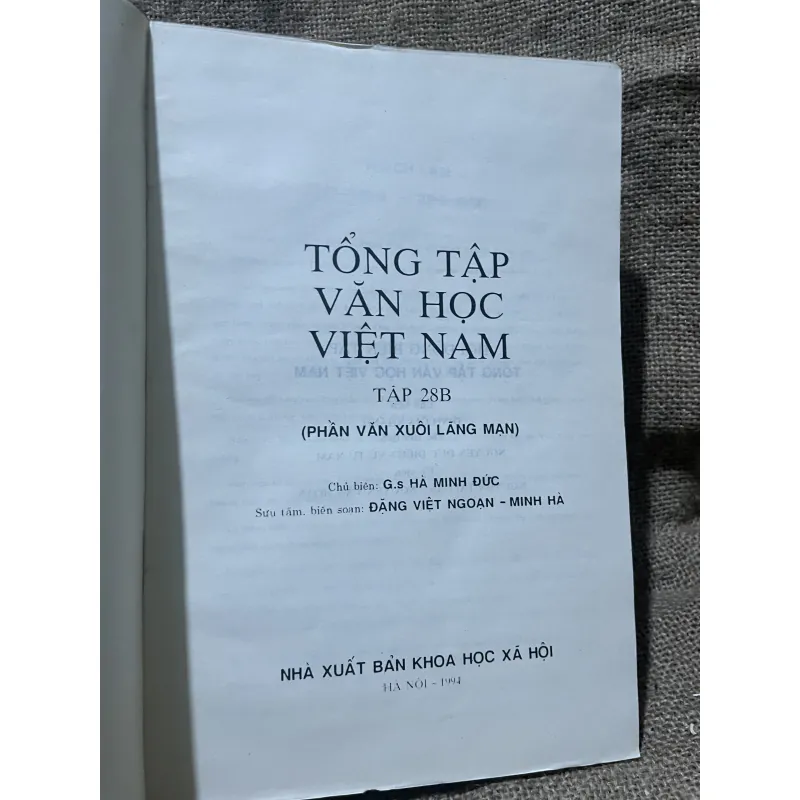 TỔNG TẬP
VĂN HỌC
VIỆT NAM
TẬP 28B
(PHẦN VĂN XUÔI LÃNG MẠN)
Chủ biên: G.s HÀ MINH ĐỨC
Sưu tầm, biên soạn: ĐẶNG VIỆT NGOẠN - MINH HÀ
NHÀ XUẤT BẢN KHOA HỌC XÃ HỘI
HÀ NỘI - 1994